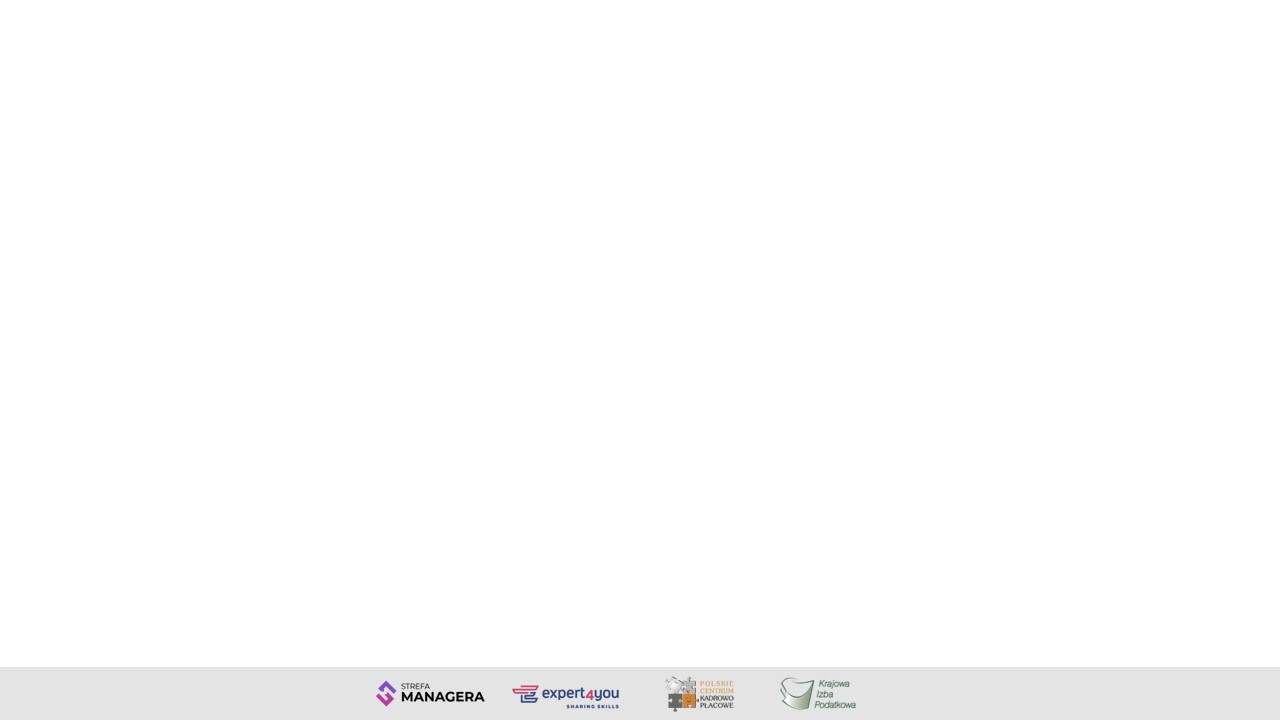 STREFA
MANAGERA
expert4you
SHARING SKILLS
POLSKIE
CENTRUM
KADROWO
PŁACOWE
Krajowa
Izba
Podatkowa